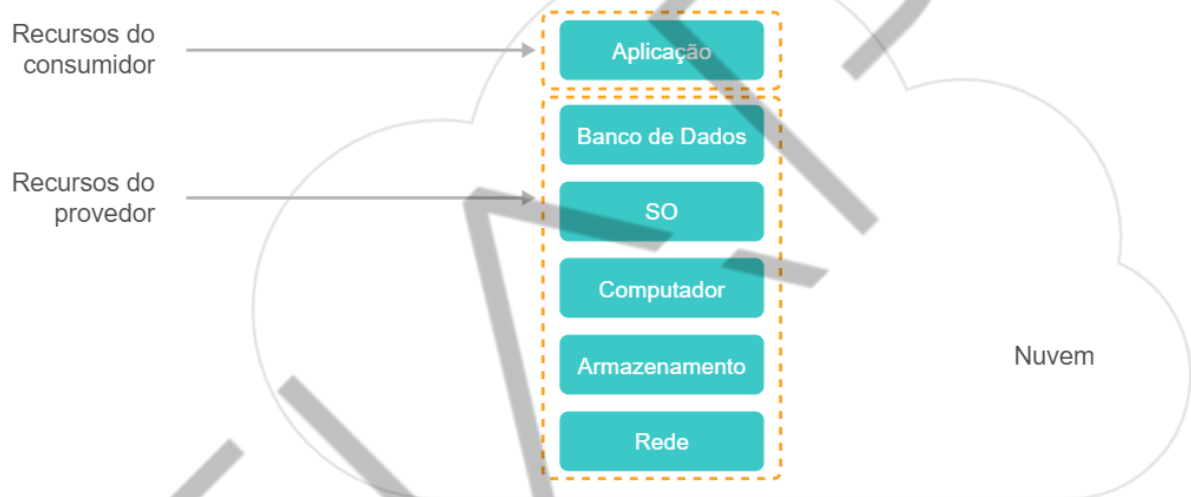 Recursos do
consumidor
Aplicação
Banco de Dados
Recursos do
provedor
SO
Computador
Nuvem
Armazenamento
Rede